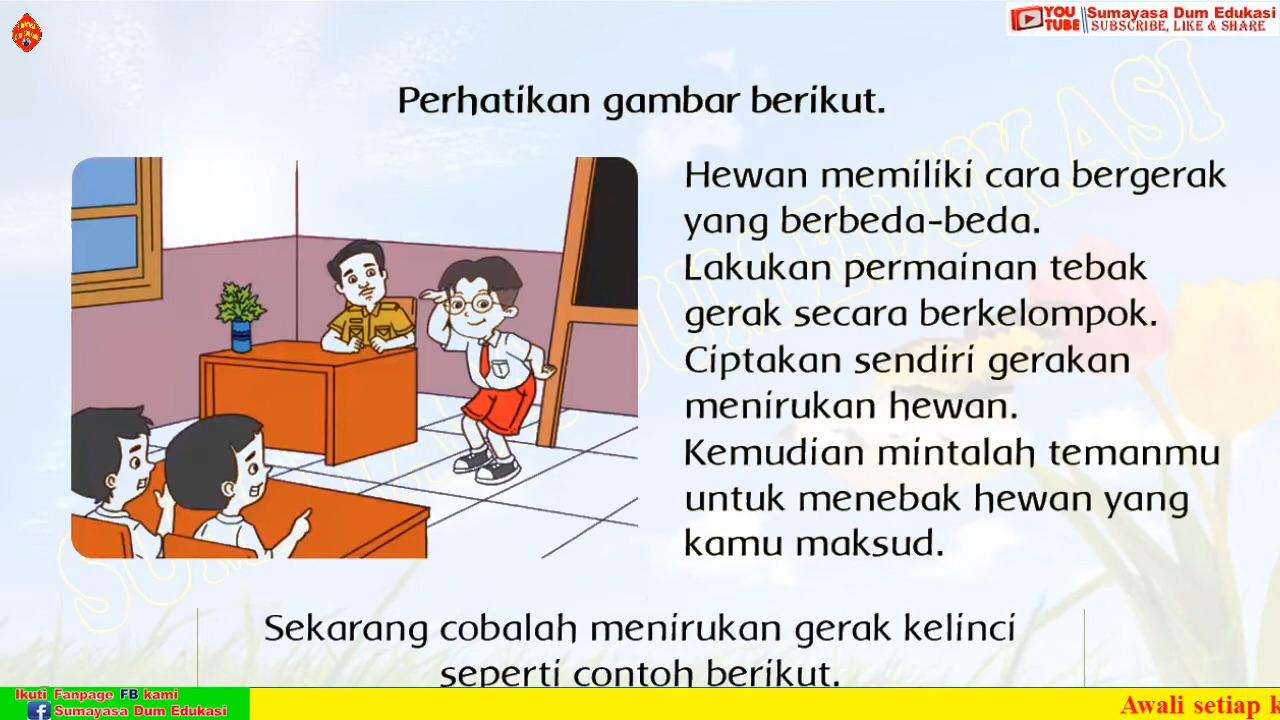 YOU TUBE
Sumayasa Dum Edukasi
SUBSCRIBE, LIKE & SHARE
Perhatikan gambar berikut.
Hewan memiliki cara bergerak
yang berbeda-beda.
Lakukan permainan tebak
gerak secara berkelompok.
Ciptakan sendiri gerakan
menirukan hewan.
Kemudian mintalah temanmu
untuk menebak hewan yang
kamu maksud.
Sekarang cobalah menirukan gerak kelinci
seperti contoh berikut.
Ikuti Fanpage FB kami
Sumayasa Dum Edukasi
Awali setiap k